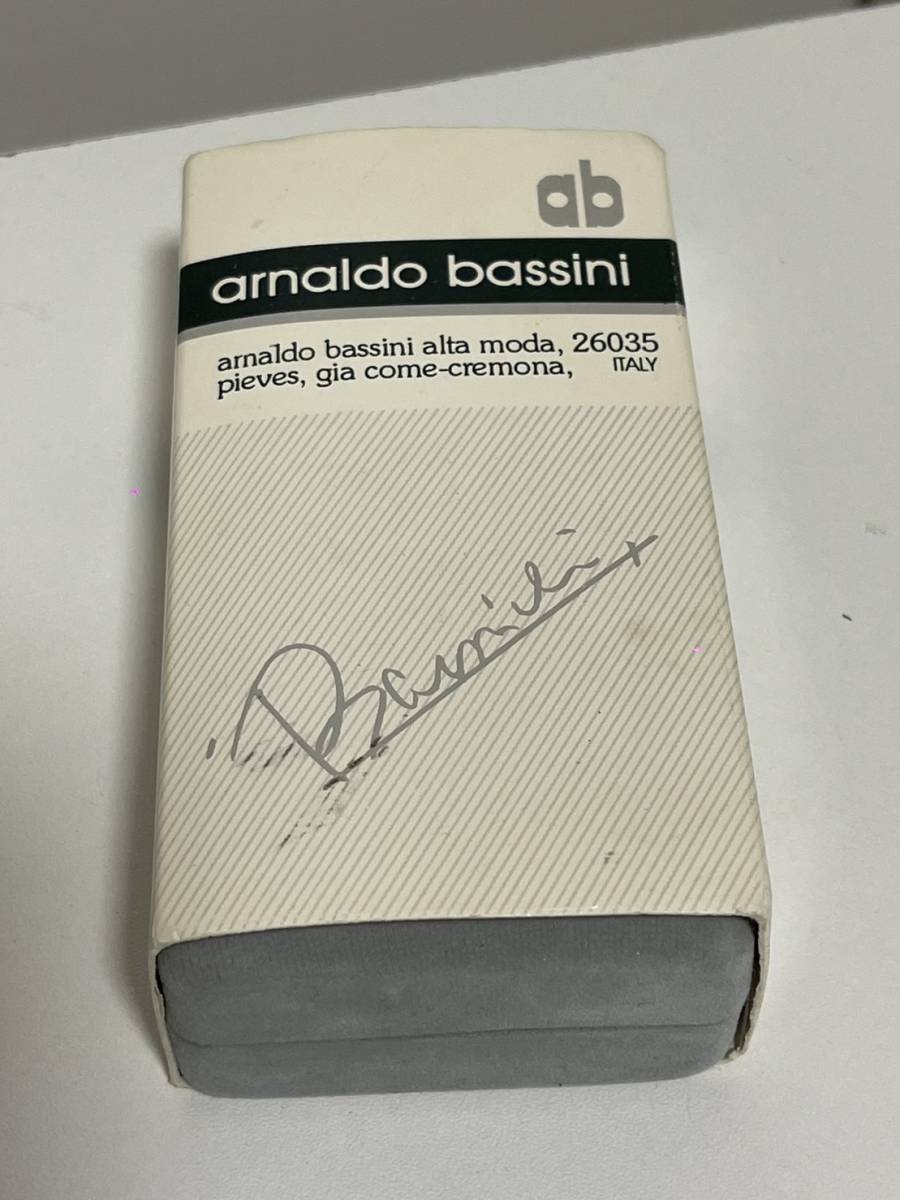 ab
arnaldo bassini
arnaldo bassini alta moda, 26035
pieves, gia come-cremona, ITALY